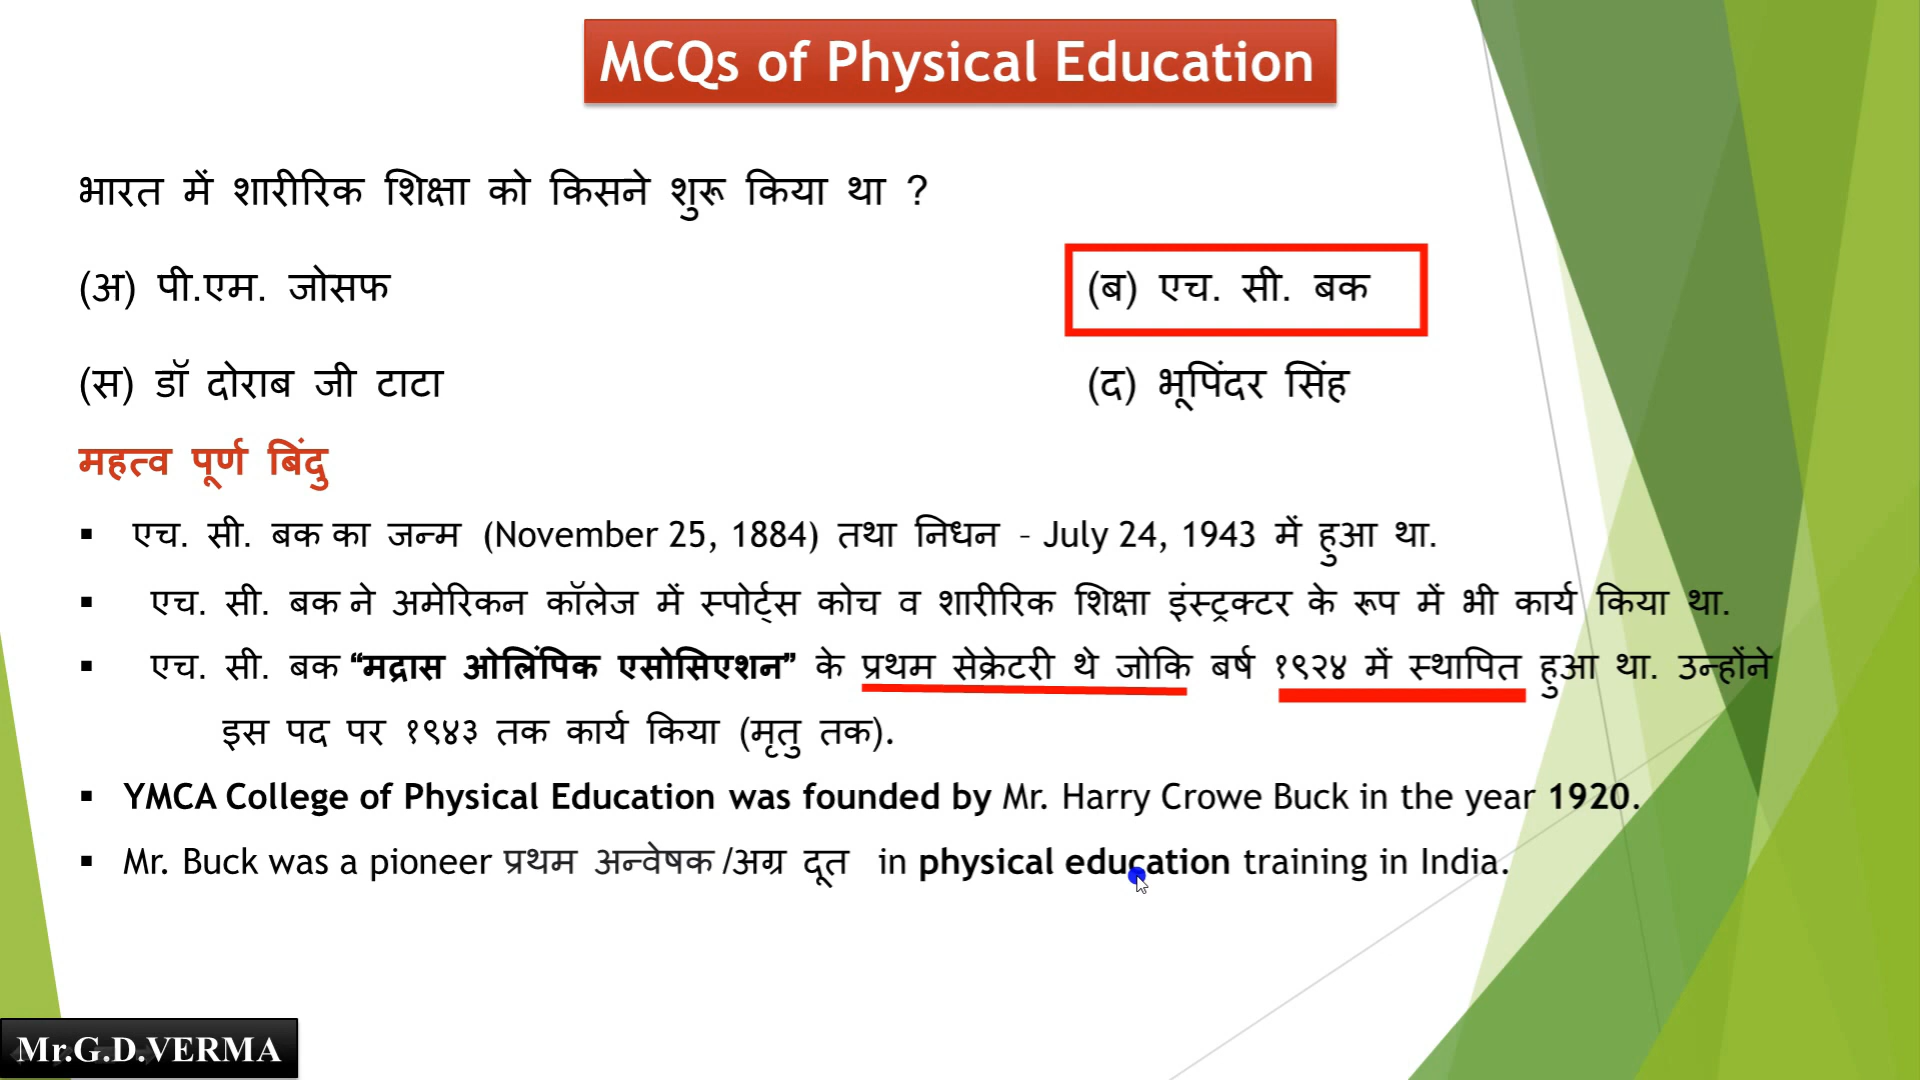 MCQs of Physical Education
भारत में शारीरिक शिक्षा को किसने शुरू किया था ?
(अ) पी.एम. जोसफ
(ब) एच. सी. बक
(स) डॉ दोराब जी टाटा
(द) भूपिंदर सिंह
महत्व पूर्ण बिंदु
▪ एच. सी. बक का जन्म (November 25, 1884) तथा निधन – July 24, 1943 में हुआ था.
▪ एच. सी. बक ने अमेरिकन कॉलेज में स्पोर्ट्स कोच व शारीरिक शिक्षा इंस्ट्रक्टर के रूप में भी कार्य किया था.
▪ एच. सी. बक “मद्रास ओलिंपिक एसोसिएशन” के प्रथम सेक्रेटरी थे जोकि बर्ष १९२४ में स्थापित हुआ था. उन्होंने
इस पद पर १९४३ तक कार्य किया (मृतु तक).
▪ YMCA College of Physical Education was founded by Mr. Harry Crowe Buck in the year 1920.
▪ Mr. Buck was a pioneer प्रथम अन्वेषक /अग्र दूत in physical education training in India.
Mr.G.D.VERMA